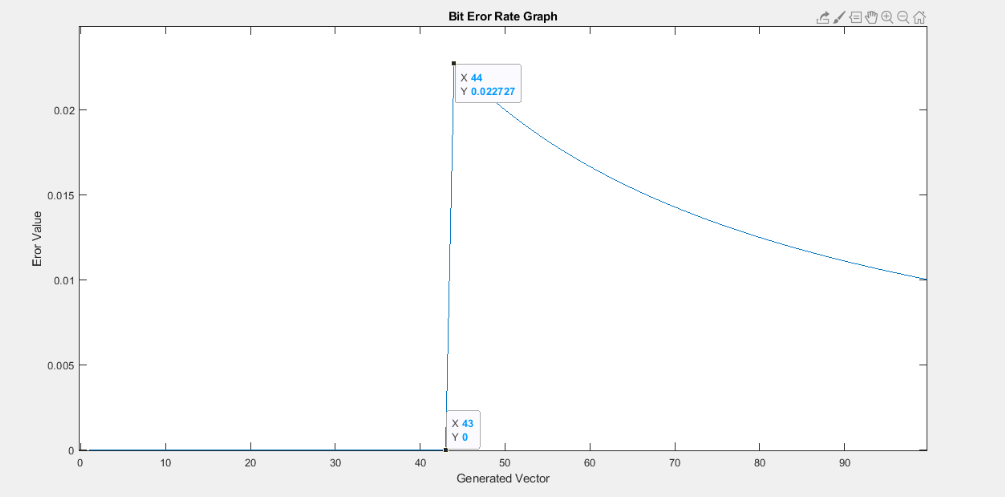 Bit Eror Rate Graph
X 44
Y 0.022727
0.02
0.015
Eror Value
0.01
0.005
X 43
Y 0
0
0 10 20 30 40 50 60 70 80 90
Generated Vector